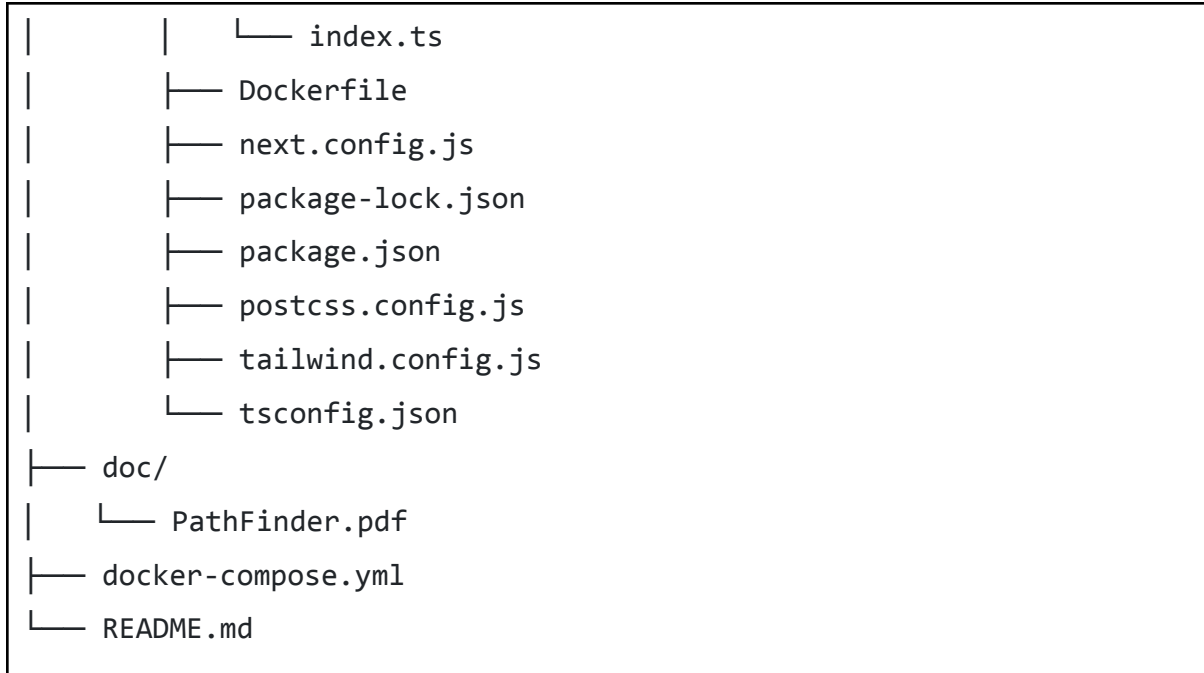 │       │   └── index.ts
│       ├── Dockerfile
│       ├── next.config.js
│       ├── package-lock.json
│       ├── package.json
│       ├── postcss.config.js
│       ├── tailwind.config.js
│       └── tsconfig.json
├── doc/
│   └── PathFinder.pdf
├── docker-compose.yml
└── README.md